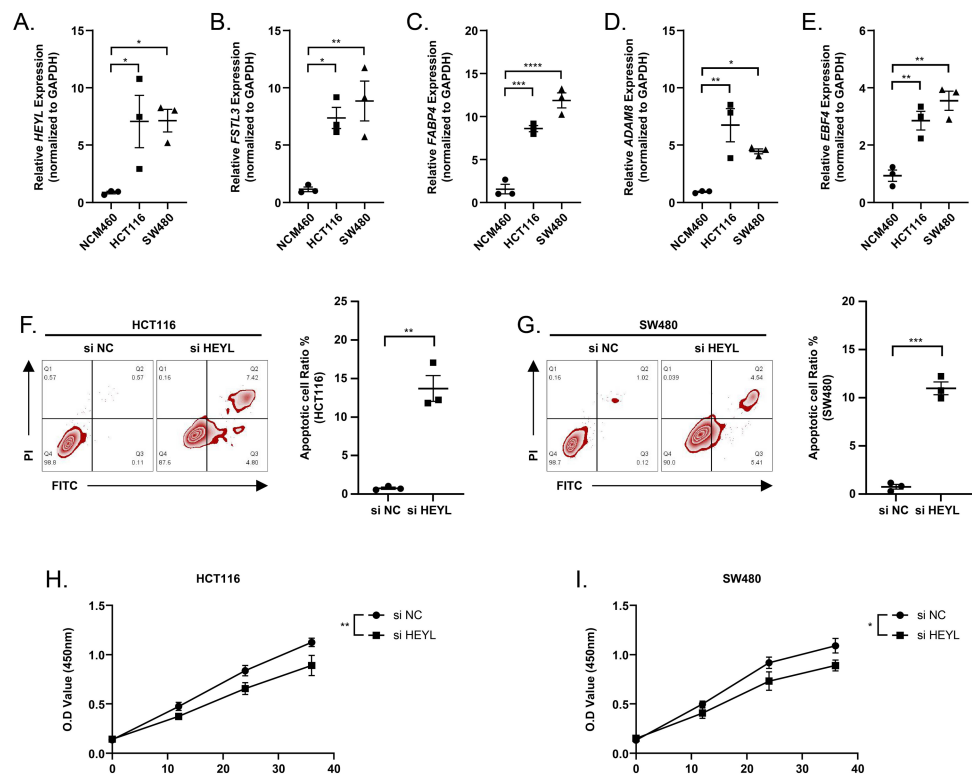 A.
Relative HEYL Expression
(normalized to GAPDH)
15
10
5
0
*
*
NCM460
HCT116
SW480
B.
Relative FSTL3 Expression
(normalized to GAPDH)
15
10
5
0
**
*
NCM460
HCT116
SW480
C.
Relative FABP4 Expression
(normalized to GAPDH)
20
15
10
5
0
****
***
NCM460
HCT116
SW480
D.
Relative ADAM8 Expression
(normalized to GAPDH)
15
10
5
0
*
**
NCM460
HCT116
SW480
E.
Relative EBF4 Expression
(normalized to GAPDH)
6
4
2
0
**
**
NCM460
HCT116
SW480
F.
HCT116
si NC
si HEYL
Q1
0.57
Q2
0.57
Q4
98.8
Q3
0.11
Q1
0.16
Q2
7.42
Q4
87.6
Q3
4.80
PI
FITC
Apoptotic cell Ratio %
(HCT116)
25
20
15
10
5
0
**
si NC
si HEYL
G.
SW480
si NC
si HEYL
Q1
0.16
Q2
1.02
Q4
98.7
Q3
0.12
Q1
0.039
Q2
4.54
Q4
90.0
Q3
5.41
PI
FITC
Apoptotic cell Ratio %
(SW480)
20
15
10
5
0
***
si NC
si HEYL
H.
HCT116
O.D Value (450nm)
1.5
1.0
0.5
0.0
0
10
20
30
40
**
si NC
si HEYL
I.
SW480
O.D Value (450nm)
1.5
1.0
0.5
0.0
0
10
20
30
40
*
si NC
si HEYL